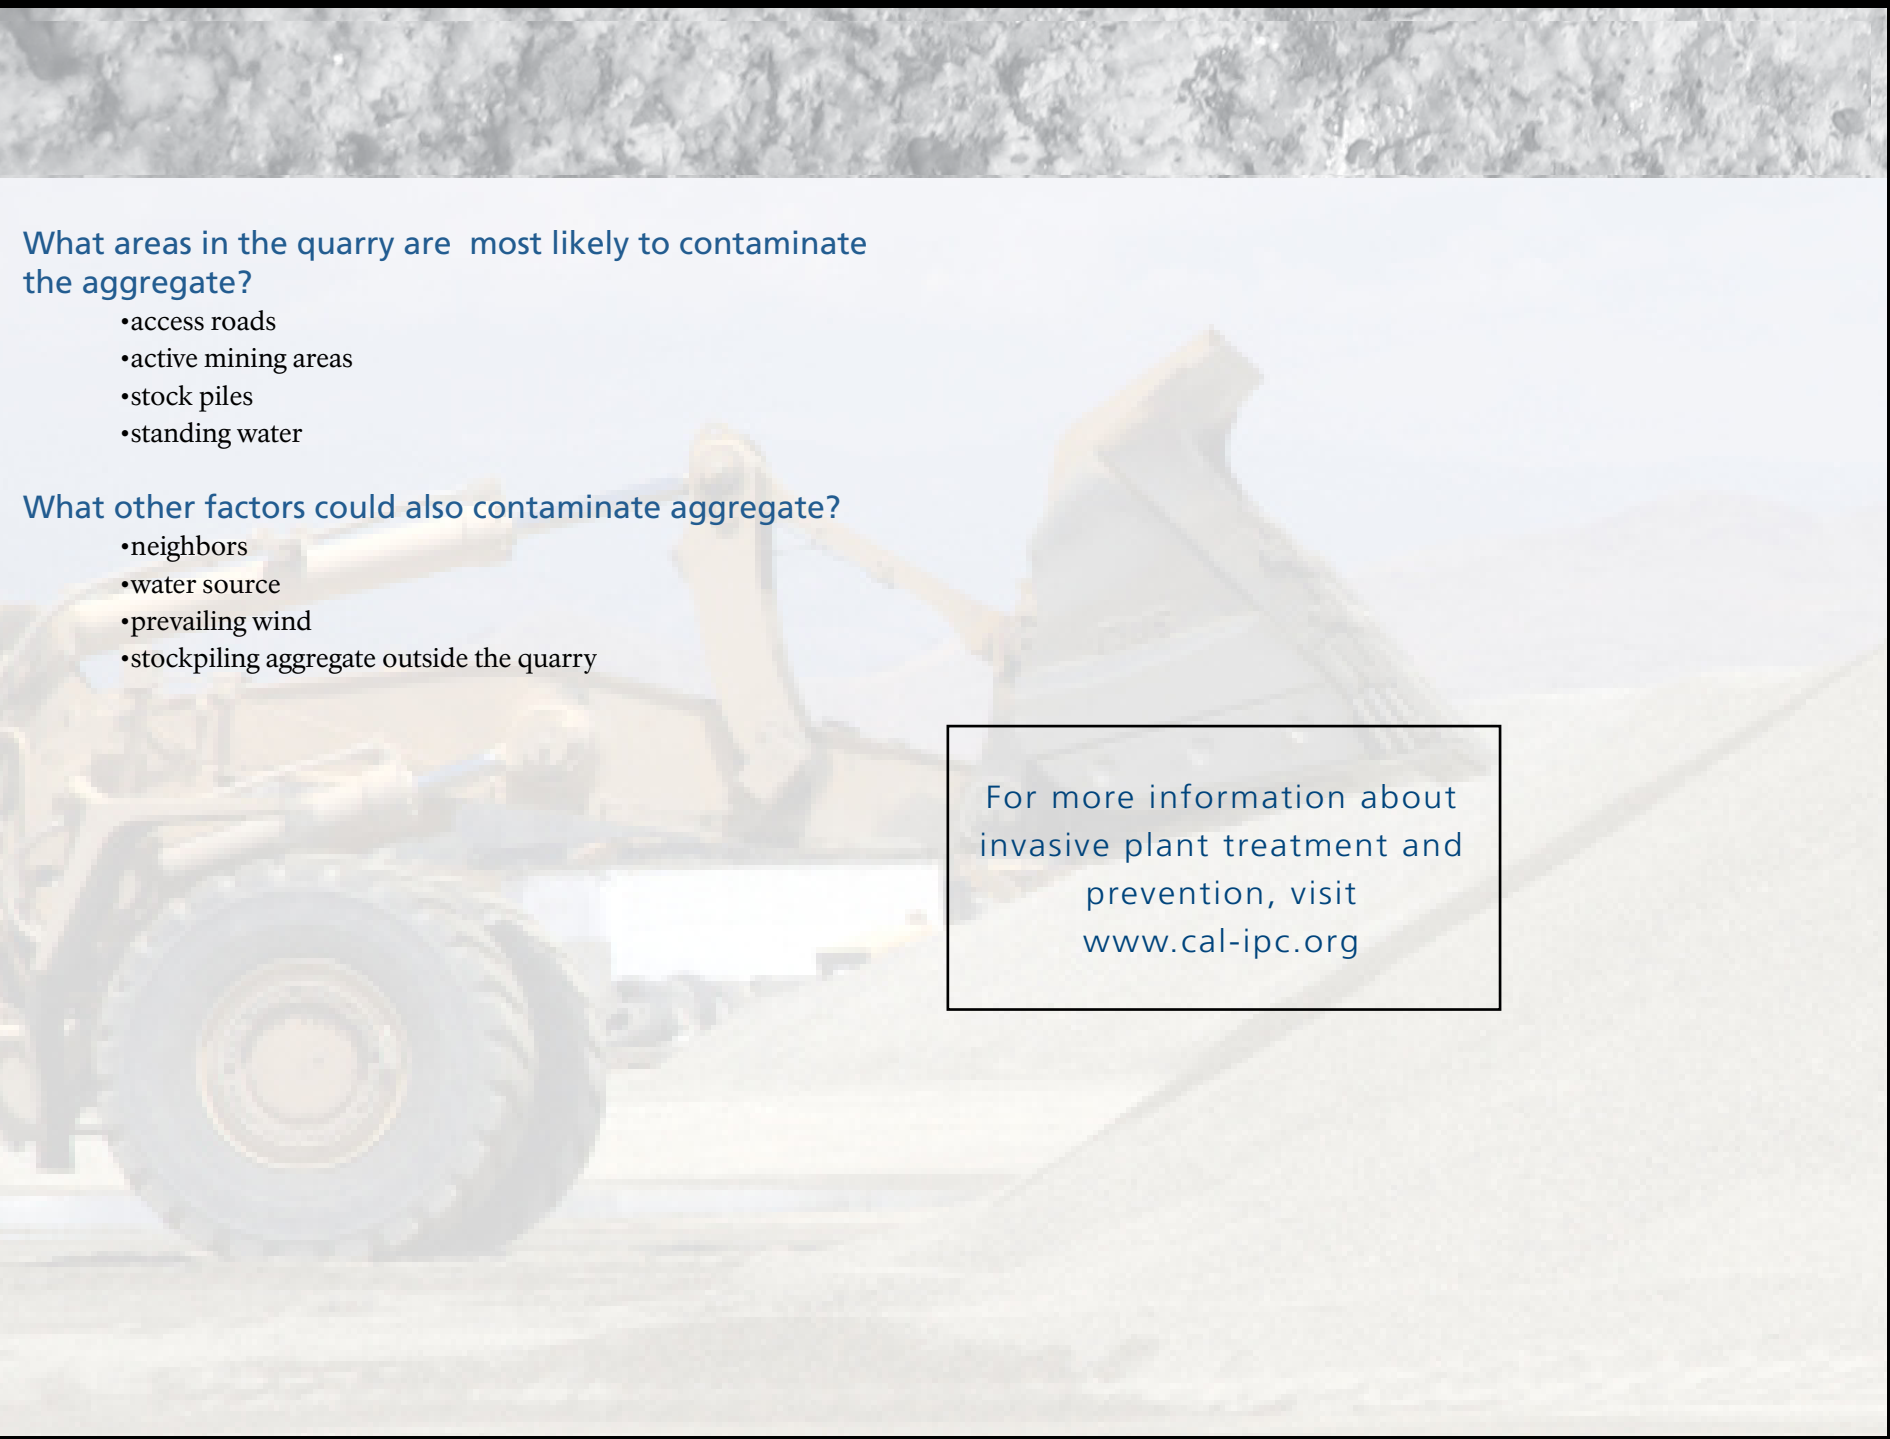 What areas in the quarry are  most likely to contaminate
the aggregate?
•access roads
•active mining areas
•stock piles
•standing water
What other factors could also contaminate aggregate?
•neighbors
•water source
•prevailing wind
•stockpiling aggregate outside the quarry
For more information about
invasive plant treatment and
prevention, visit
www.cal-ipc.org